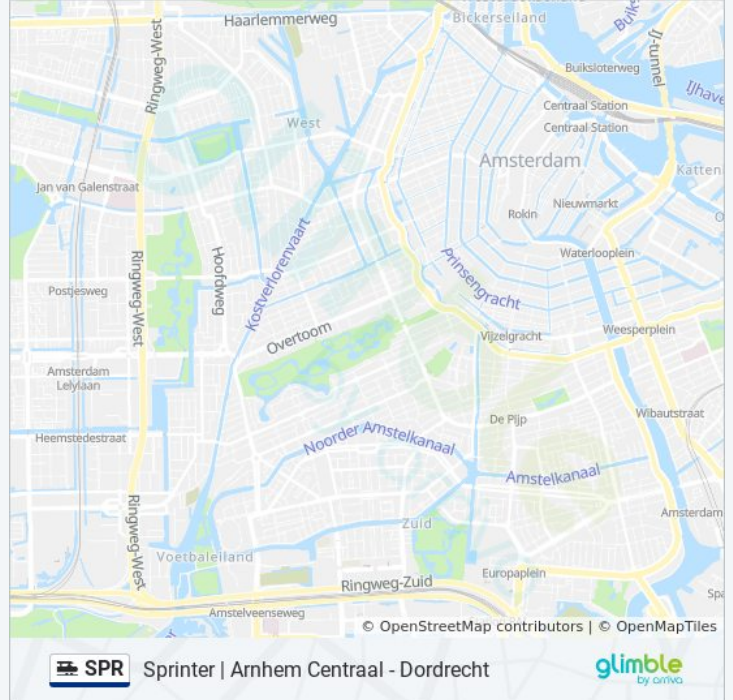 Haarlemmerweg
Bickerseiland
Ringweg-West
Buiksloterweg
IJ-tunnel
IJhave
Centraal Station
Centraal Station
West
Amsterdam
Katten
Jan van Galenstraat
Rokin
Nieuwmarkt
Waterlooplein
Kostverlorenvaart
Prinsengracht
Hoofdweg
Ringweg-West
Postjesweg
Overtoom
Vijzelgracht
Weesperplein
Amsterdam
Lelylaan
De Pijp
Wibautstraat
Heemstedestraat
Noorder Amstelkanaal
Amstelkanaal
Ringweg-West
Amsterdam
Zuid
Voetbaleiland
Europaplein
Ringweg-Zuid
Spa
Amstelveenseweg
© OpenStreetMap contributors | © OpenMapTiles
SPR Sprinter | Arnhem Centraal - Dordrecht
glimble
by arriva